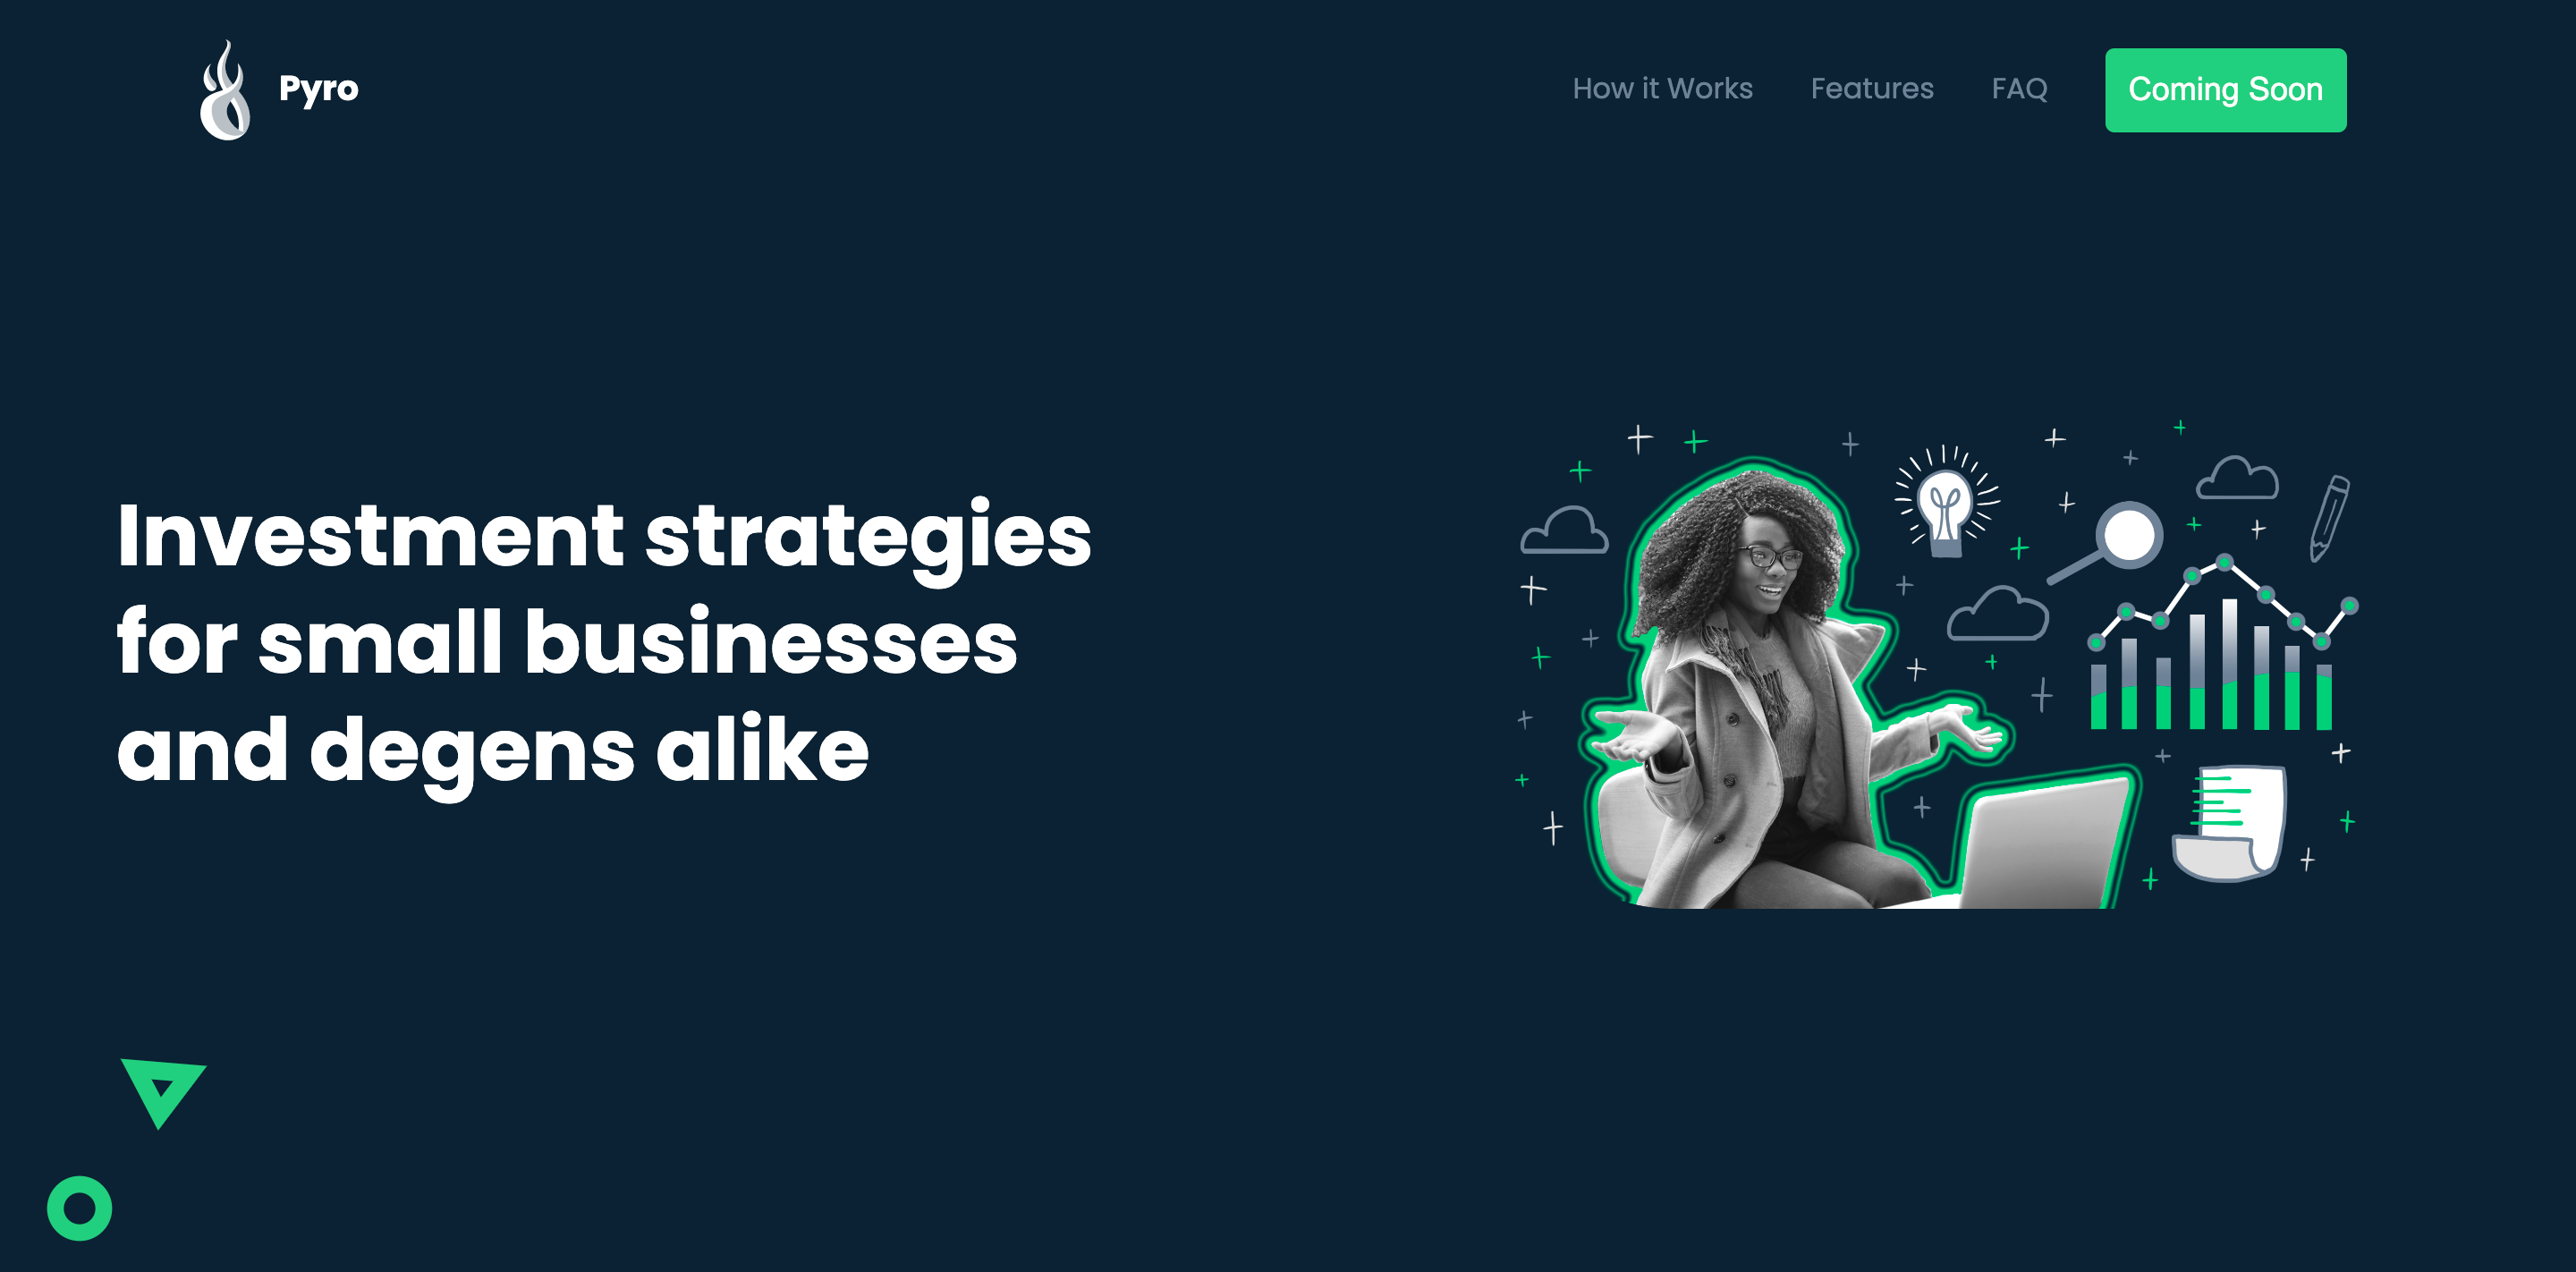 Pyro
How it Works
Features
FAQ
Coming Soon
Investment strategies
for small businesses
and degens alike